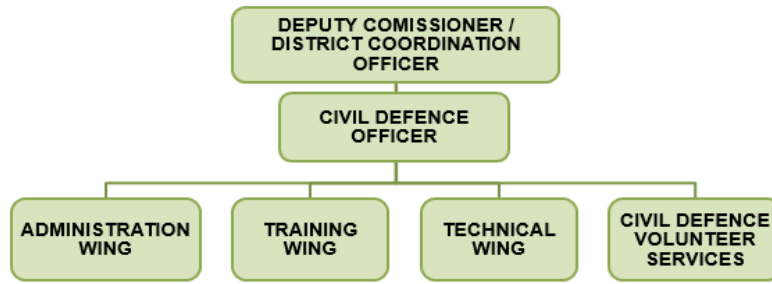 DEPUTY COMISSIONER /
DISTRICT COORDINATION
OFFICER
CIVIL DEFENCE
OFFICER
ADMINISTRATION
WING
TRAINING
WING
TECHNICAL
WING
CIVIL DEFENCE
VOLUNTEER
SERVICES